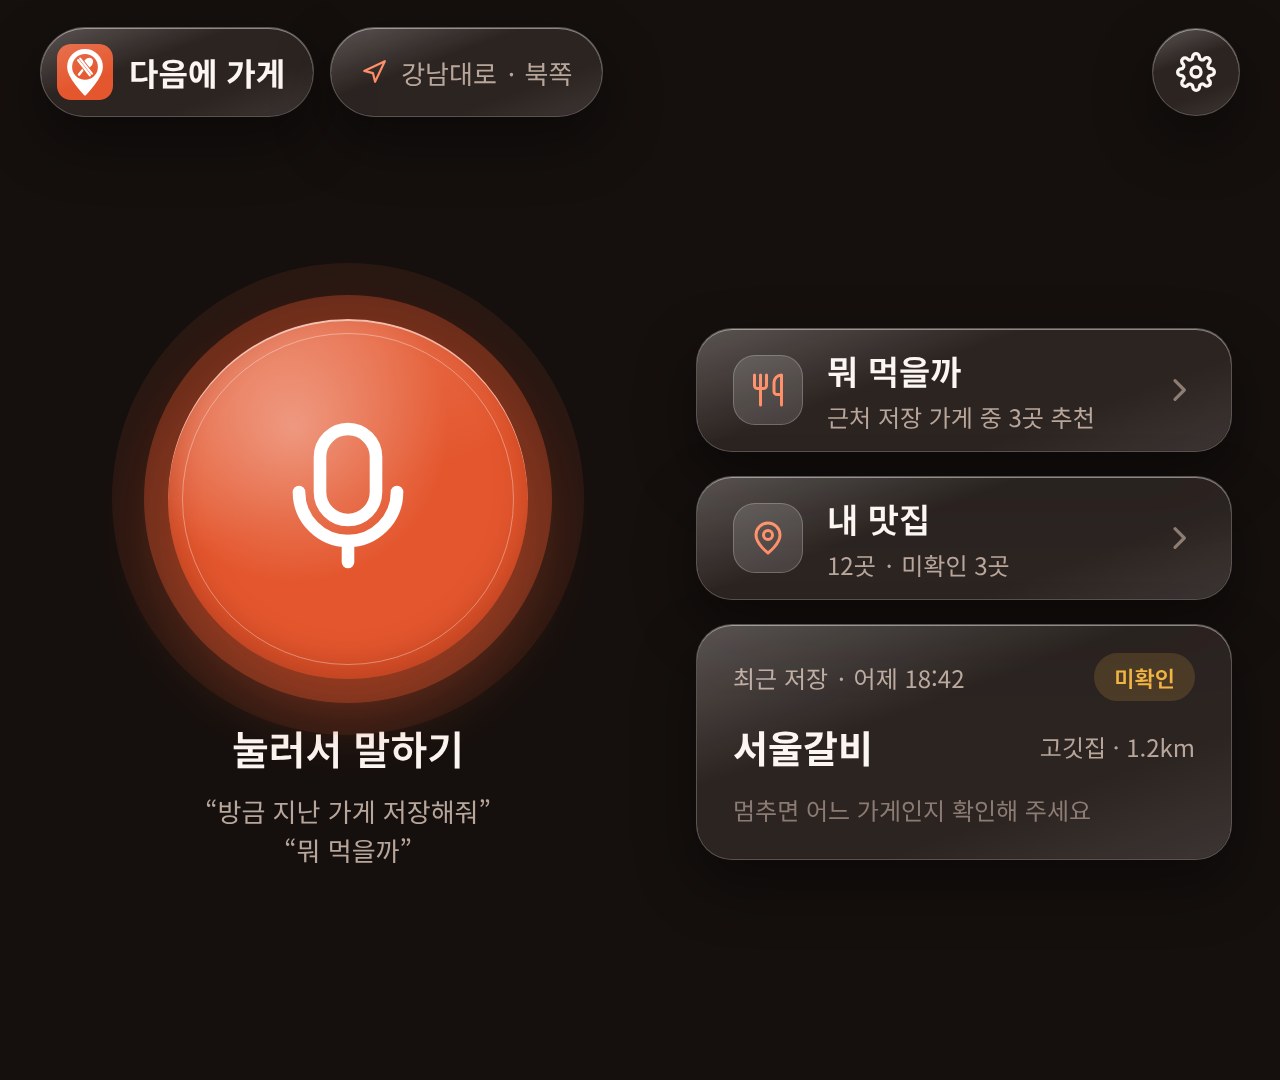 다음에 가게
강남대로 · 북쪽
눌러서 말하기
“방금 지난 가게 저장해줘”
“뭐 먹을까”
뭐 먹을까
근처 저장 가게 중 3곳 추천
내 맛집
12곳 · 미확인 3곳
최근 저장 · 어제 18:42
미확인
서울갈비
고깃집 · 1.2km
멈추면 어느 가게인지 확인해 주세요